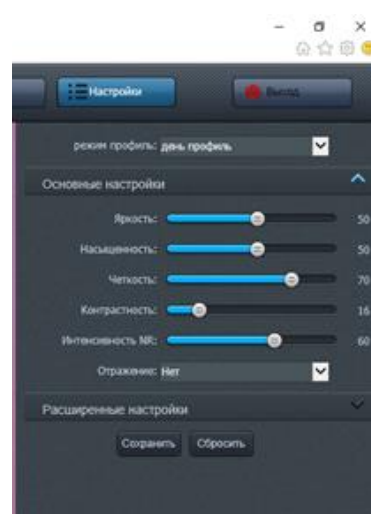 Настройки
Выход
режим профиль: день профиль
Основные настройки
Яркость: 50
Насыщенность: 50
Четкость: 70
Контрастность: 16
Интенсивность NR: 60
Отражение: Нет
Расширенные настройки
Сохранить Сбросить